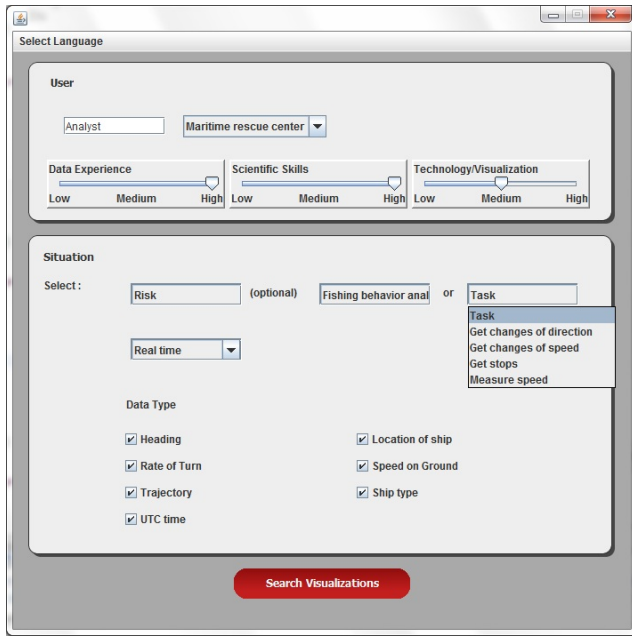 Select Language
User
Analyst Maritime rescue center
Data Experience Scientific Skills Technology/Visualization
Low Medium High Low Medium High Low Medium High
Situation
Select : Risk (optional) Fishing behavior anal or Task
Task
Get changes of direction
Get changes of speed
Get stops
Measure speed
Real time
Data Type
Heading Location of ship
Rate of Turn Speed on Ground
Trajectory Ship type
UTC time
Search Visualizations